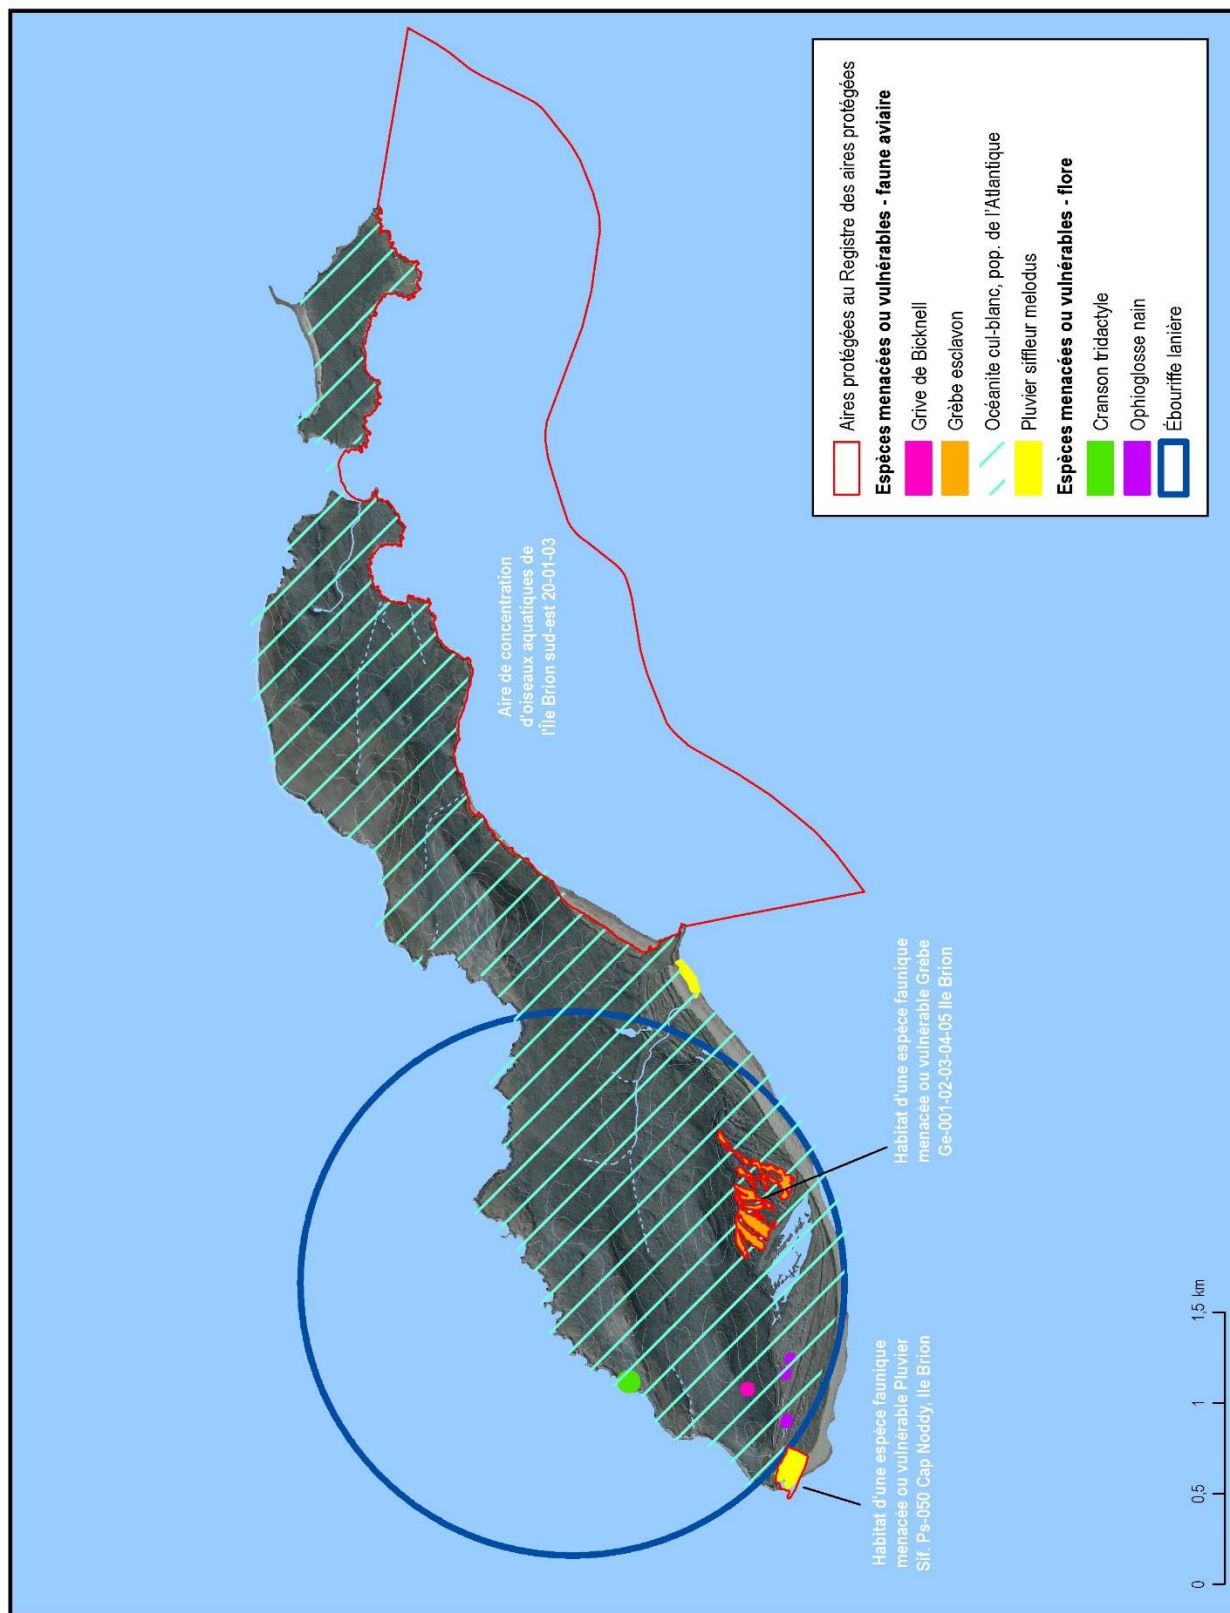 Aire de concentration
d'oiseaux aquatiques de
l'Île Brion sud-est 20-01-03
Habitat d'une espèce faunique
menacée ou vulnérable Grèbe
Ge-001-02-03-04-05 Ile Brion
Habitat d'une espèce faunique
menacée ou vulnérable Pluvier
Sif. Ps-050 Cap Noddy, Ile Brion
Aires protégées au Registre des aires protégées
Espèces menacées ou vulnérables - faune aviaire
Grive de Bicknell
Grèbe esclavon
Océanite cul-blanc, pop. de l'Atlantique
Pluvier siffleur melodus
Espèces menacées ou vulnérables - flore
Cranson tridactyle
Ophioglosse nain
Ébouriffe lanière
0 0,5 1 1,5 km